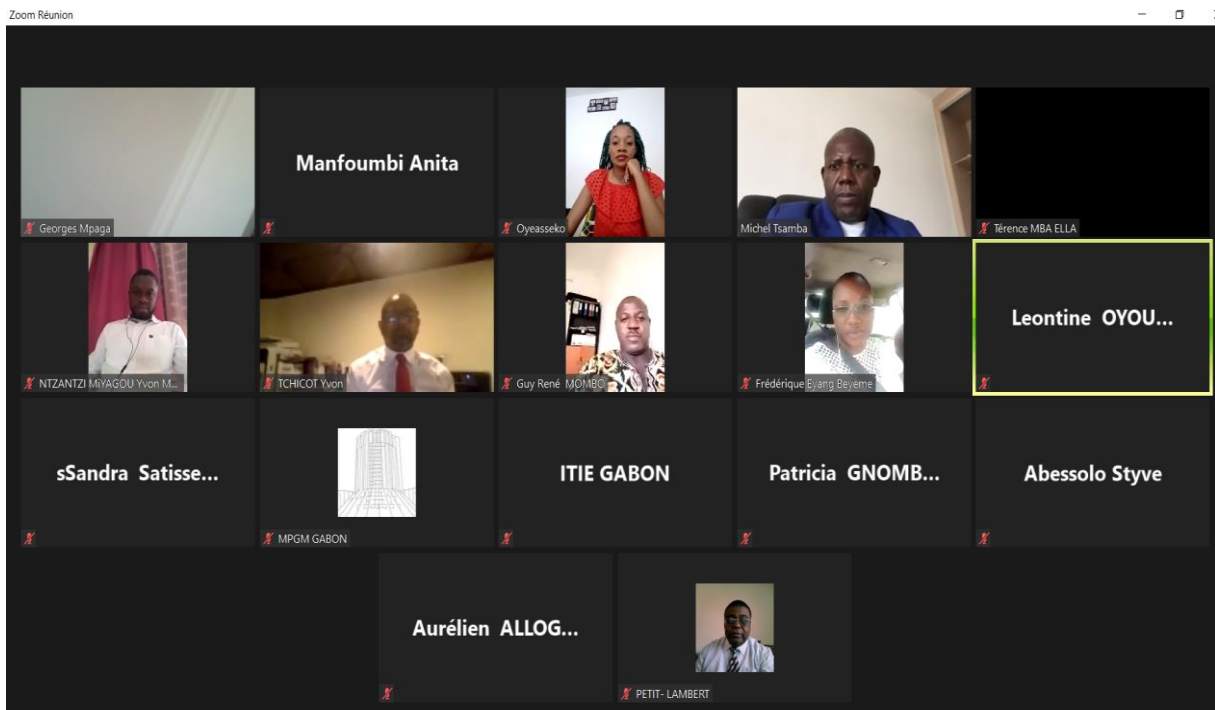 Zoom Réunion
Manfoumbi Anita
Georges Mpaga
Oyeasseko
Michel Tsamba
Térence MBA ELLA
Leontine OYOU...
NTZANTZI MiYAGOU Yvon M...
TCHICOT Yvon
Guy René MOMBO
Frédérique Eyang Beyeme
sSandra Satisse...
ITIE GABON
Patricia GNOMB...
Abessolo Styve
MPGM GABON
Aurélien ALLOG...
PETIT- LAMBERT